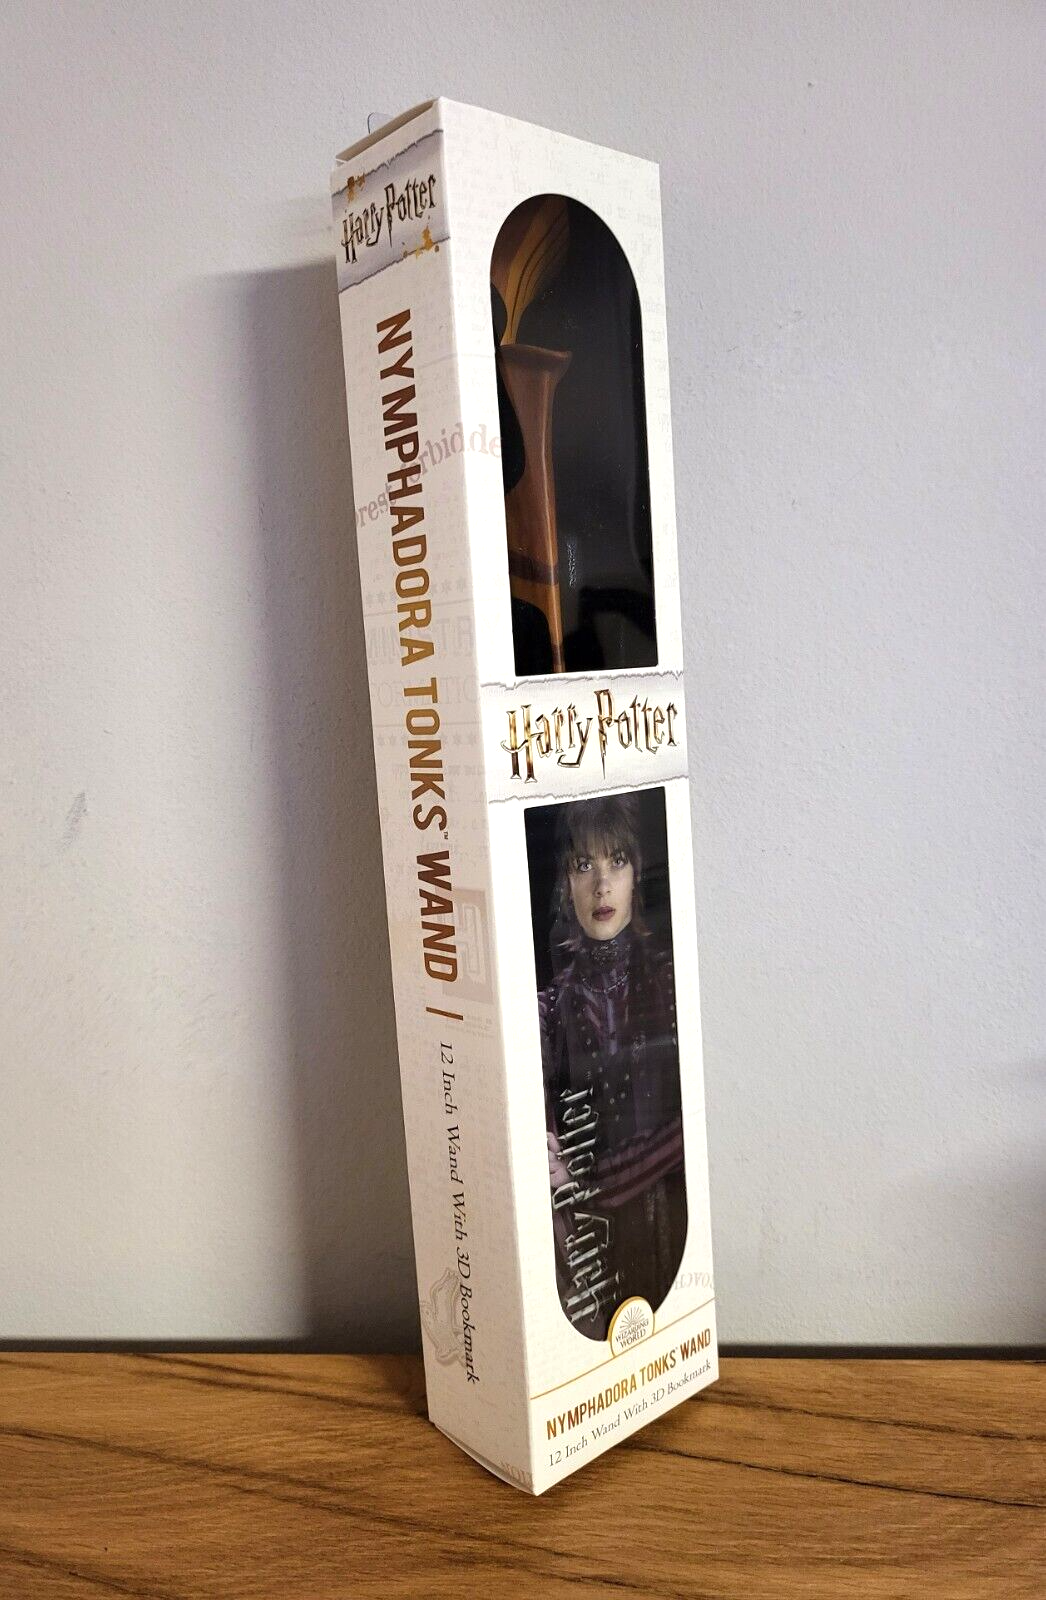 Harry Potter
NYMPHADORA TONKS™ WAND |
12 Inch Wand With 3D Bookmark
Harry Potter
Harry Potter
WIZARDING
WORLD
NYMPHADORA TONKS™ WAND
12 Inch Wand With 3D Bookmark